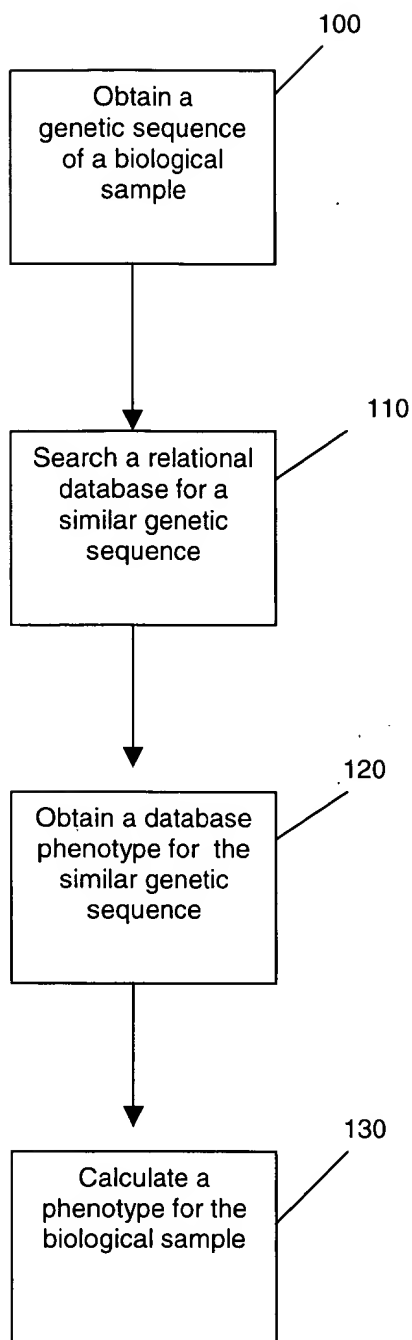 100
Obtain a
genetic sequence
of a biological
sample
110
Search a relational
database for a
similar genetic
sequence
120
Obtain a database
phenotype for the
similar genetic
sequence
130
Calculate a
phenotype for the
biological sample